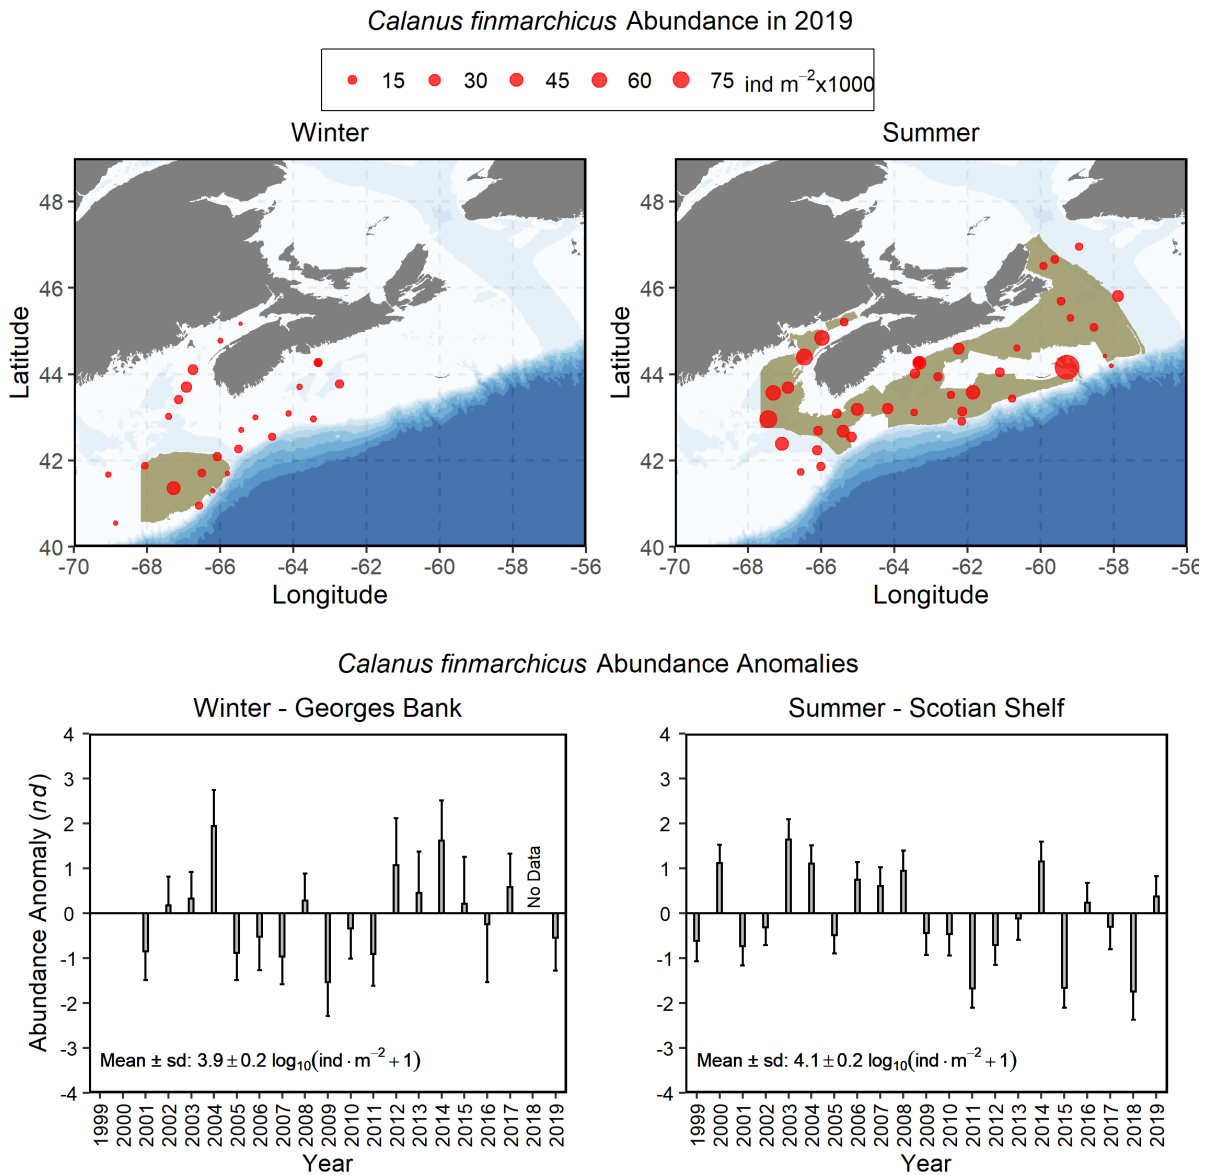 Calanus finmarchicus Abundance in 2019
15 30 45 60 75 ind m⁻²x1000
Winter
Summer
48
46
44
42
40
Latitude
-70 -68 -66 -64 -62 -60 -58 -56
Longitude
48
46
44
42
40
Latitude
-70 -68 -66 -64 -62 -60 -58 -56
Longitude
Calanus finmarchicus Abundance Anomalies
Winter - Georges Bank
Summer - Scotian Shelf
4
3
2
1
0
-1
-2
-3
-4
Abundance Anomaly (nd)
No Data
Mean ± sd: 3.9 ± 0.2 log₁₀(ind · m⁻² + 1)
1999 2000 2001 2002 2003 2004 2005 2006 2007 2008 2009 2010 2011 2012 2013 2014 2015 2016 2017 2018 2019
Year
4
3
2
1
0
-1
-2
-3
-4
Mean ± sd: 4.1 ± 0.2 log₁₀(ind · m⁻² + 1)
1999 2000 2001 2002 2003 2004 2005 2006 2007 2008 2009 2010 2011 2012 2013 2014 2015 2016 2017 2018 2019
Year